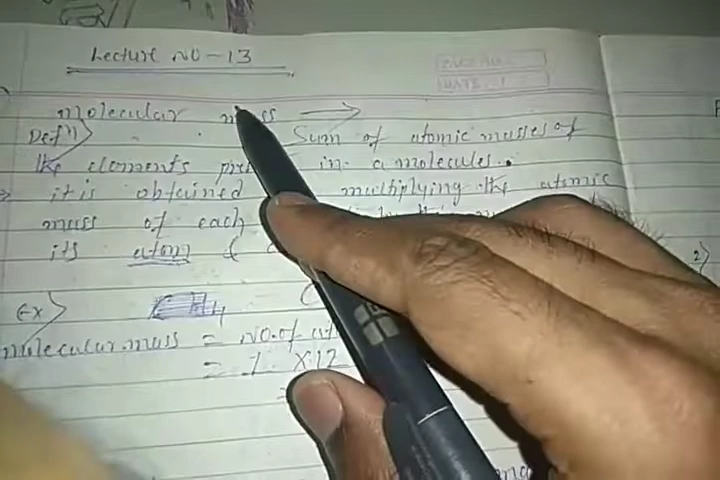 Lecture NO-13
molecular mass →
Defn> Sum of atomic masses of
the elements in a molecules.
it is obtained multiplying the atomic
mass of each
its atom &
Ex> CH4
molecular mass = NO. of
= 1 × 12